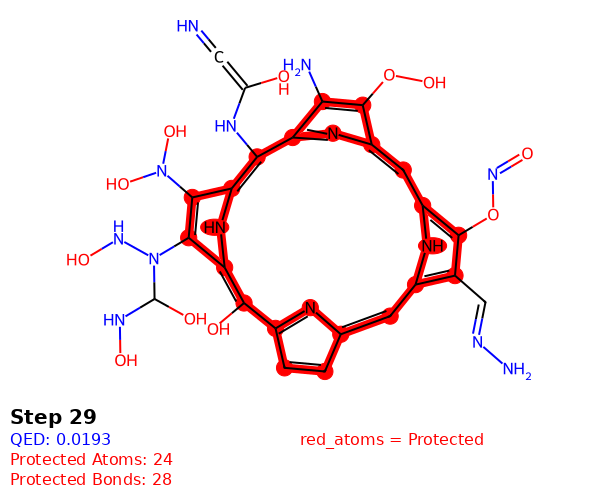 HN
C
OH
H₂N
O
OH
HN
N
OH
N
HO
N
O
O
HN
NH
H
N
HO
N
HN
OH
OH
OH
N
N
NH₂
Step 29
QED: 0.0193
Protected Atoms: 24
red_atoms = Protected
Protected Bonds: 28